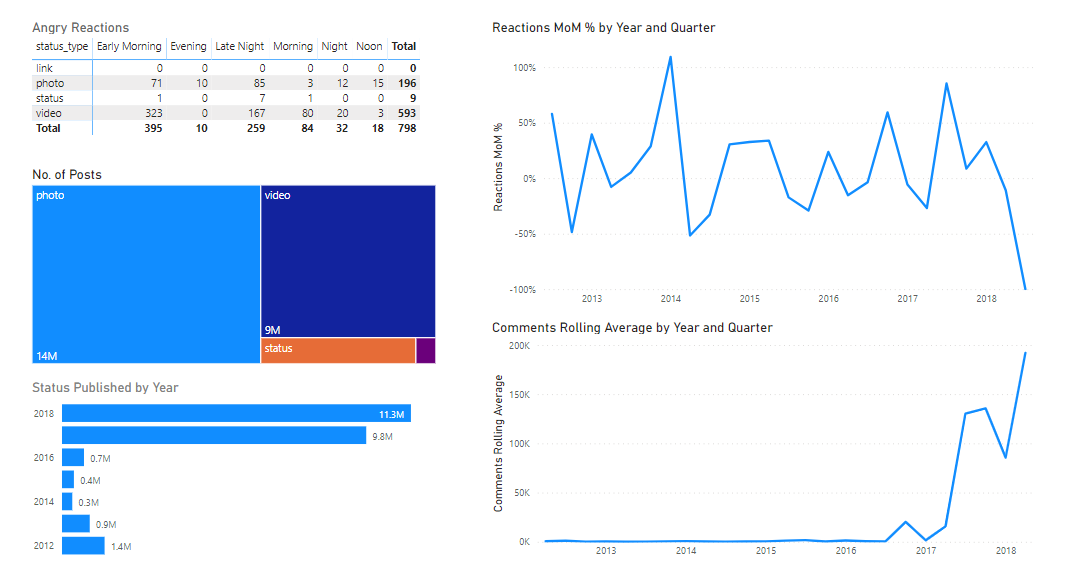 Angry Reactions
status_type Early Morning Evening Late Night Morning Night Noon Total
link 0 0 0 0 0 0 0
photo 71 10 85 3 12 15 196
status 1 0 7 1 0 0 9
video 323 0 167 80 20 3 593
Total 395 10 259 84 32 18 798
No. of Posts
photo
14M
video
9M
status
Status Published by Year
2018 11.3M
9.8M
2016 0.7M
0.4M
2014 0.3M
0.9M
2012 1.4M
Reactions MoM % by Year and Quarter
Reactions MoM %
100%
50%
0%
-50%
-100%
2013 2014 2015 2016 2017 2018
Comments Rolling Average by Year and Quarter
Comments Rolling Average
200K
150K
100K
50K
0K
2013 2014 2015 2016 2017 2018